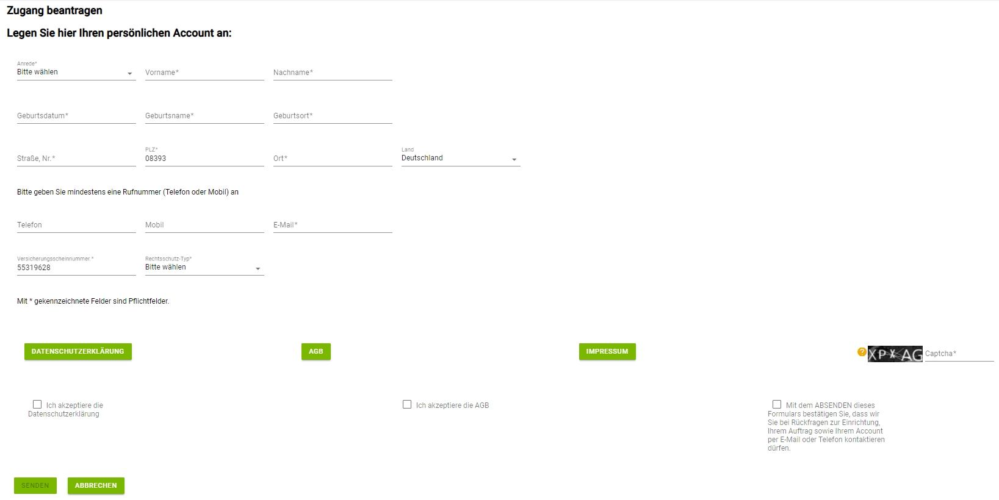 Zugang beantragen
Legen Sie hier Ihren persönlichen Account an:
Anrede*
Bitte wählen
Vorname*
Nachname*
Geburtsdatum*
Geburtsname*
Geburtsort*
Straße, Nr.*
PLZ*
08393
Ort*
Land
Deutschland
Bitte geben Sie mindestens eine Rufnummer (Telefon oder Mobil) an
Telefon
Mobil
E-Mail*
Versicherungsscheinnummer.*
55319628
Rechtsschutz-Typ*
Bitte wählen
Mit * gekennzeichnete Felder sind Pflichtfelder.
DATENSCHUTZERKLÄRUNG
AGB
IMPRESSUM
?
Captcha*
Ich akzeptiere die
Datenschutzerklärung
Ich akzeptiere die AGB
Mit dem ABSENDEN dieses
Formulars bestätigen Sie, dass wir
Sie bei Rückfragen zur Einrichtung,
Ihrem Auftrag sowie Ihrem Account
per E-Mail oder Telefon kontaktieren
dürfen.
SENDEN
ABBRECHEN